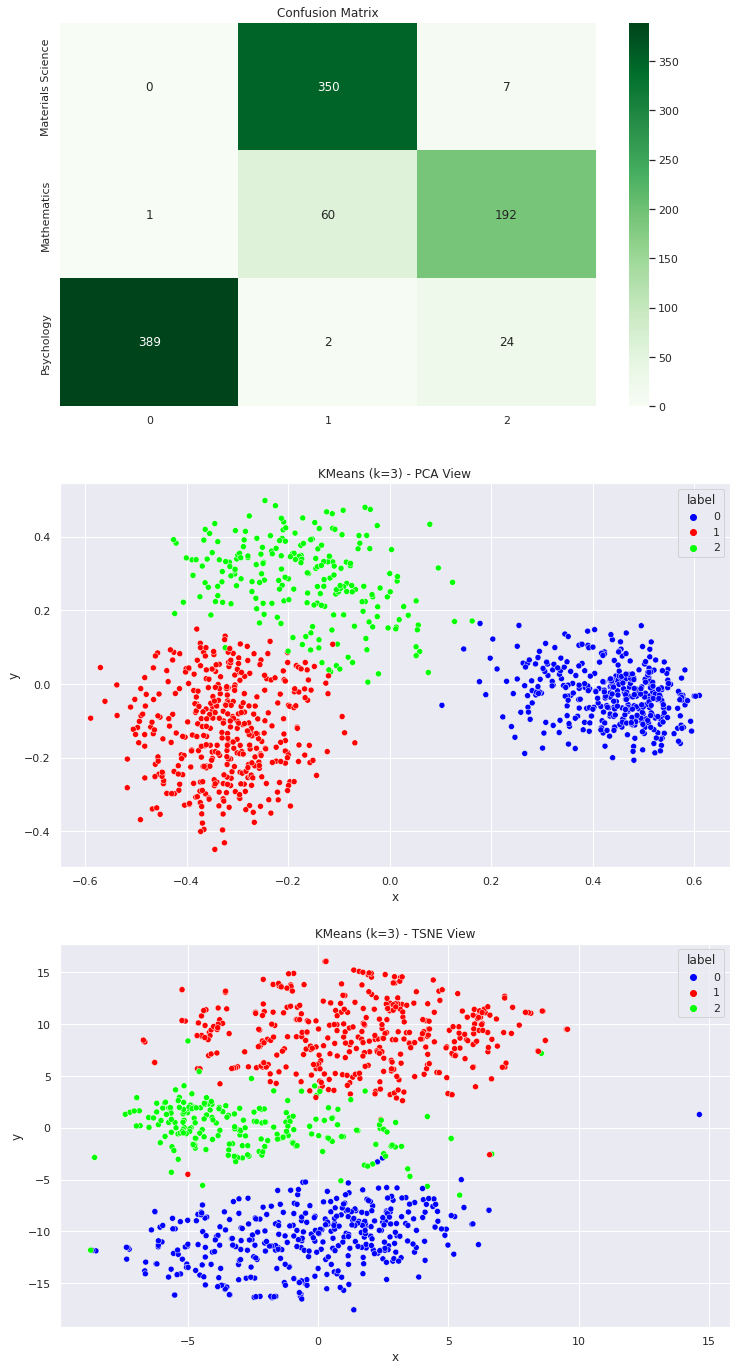 Confusion Matrix
Materials Science
0 350 7
Mathematics
1 60 192
Psychology
389 2 24
0 1 2
350
300
250
200
150
100
50
0
KMeans (k=3) - PCA View
label
0
1
2
y
0.4
0.2
0.0
−0.2
−0.4
−0.6 −0.4 −0.2 0.0 0.2 0.4 0.6
x
KMeans (k=3) - TSNE View
label
0
1
2
y
15
10
5
0
−5
−10
−15
−5 0 5 10 15
x